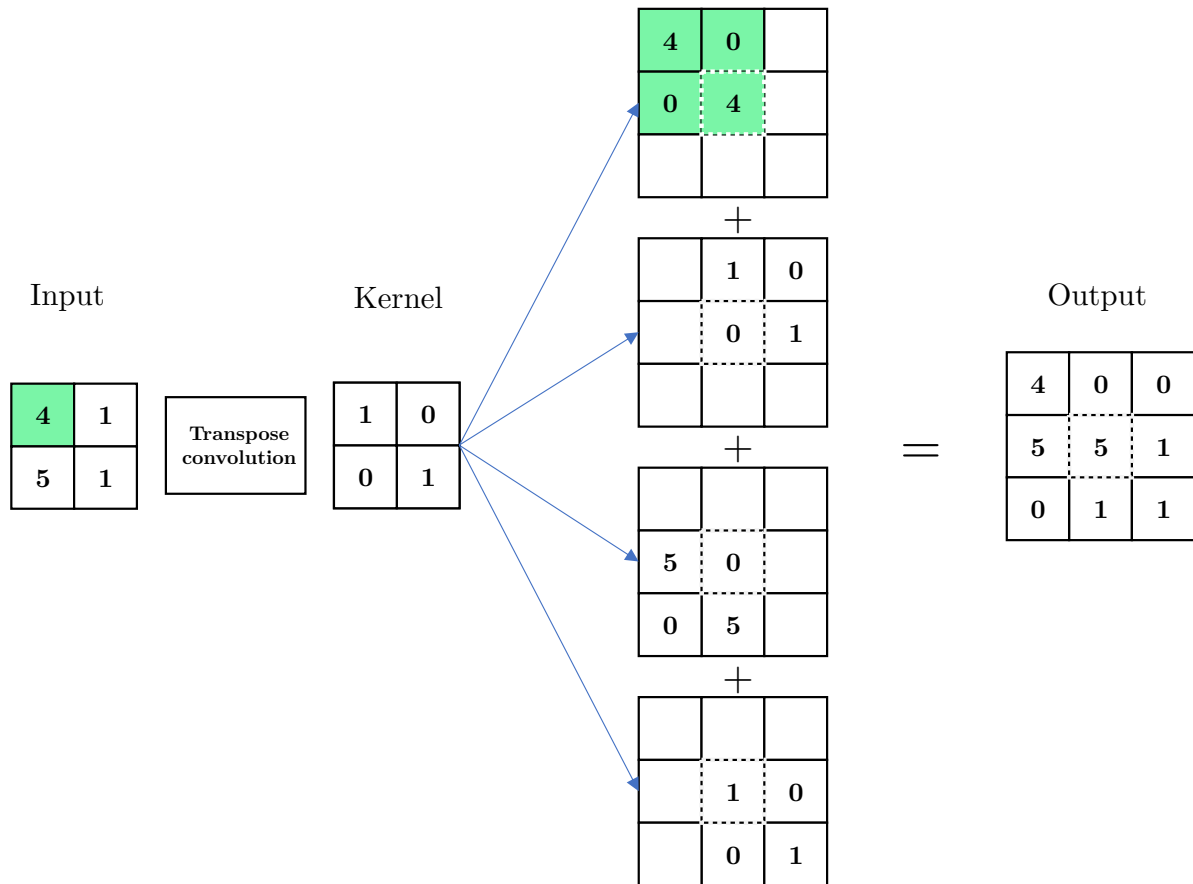 Input
4 1
5 1
Transpose
convolution
Kernel
1 0
0 1
4 0
0 4
+
1 0
0 1
+
5 0
0 5
+
1 0
0 1
=
Output
4 0 0
5 5 1
0 1 1